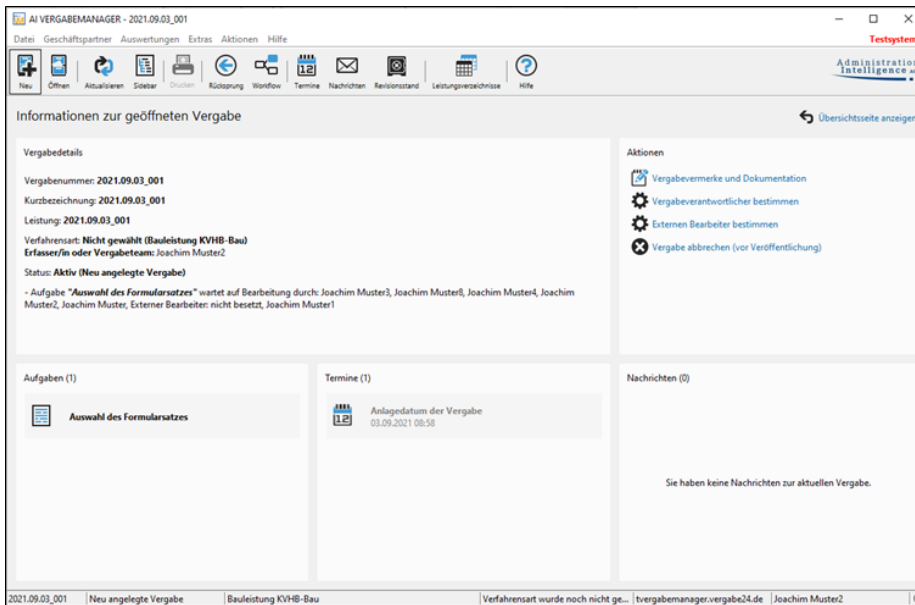 AI VERGABEMANAGER - 2021.09.03_001
Datei Geschäftspartner Auswertungen Extras Aktionen Hilfe
Testsystem
Neu Öffnen Aktualisieren Sidebar Drucken Rücksprung Workflow Termine Nachrichten Revisionsstand Leistungsverzeichnisse Hilfe
Administration
Intelligence AG
Informationen zur geöffneten Vergabe
Übersichtsseite anzeigen
Vergabedetails
Vergabenummer: 2021.09.03_001
Kurzbezeichnung: 2021.09.03_001
Leistung: 2021.09.03_001
Verfahrensart: Nicht gewählt (Bauleistung KVHB-Bau)
Erfasser/in oder Vergabeteam: Joachim Muster2
Status: Aktiv (Neu angelegte Vergabe)
- Aufgabe "Auswahl des Formularsatzes" wartet auf Bearbeitung durch: Joachim Muster3, Joachim Muster8, Joachim Muster4, Joachim
Muster2, Joachim Muster, Externer Bearbeiter: nicht besetzt, Joachim Muster1
Aktionen
Vergabevermerke und Dokumentation
Vergabeverantwortlicher bestimmen
Externen Bearbeiter bestimmen
Vergabe abbrechen (vor Veröffentlichung)
Aufgaben (1)
Auswahl des Formularsatzes
Termine (1)
12
Anlagedatum der Vergabe
03.09.2021 08:58
Nachrichten (0)
Sie haben keine Nachrichten zur aktuellen Vergabe.
2021.09.03_001 Neu angelegte Vergabe Bauleistung KVHB-Bau Verfahrensart wurde noch nicht ge... tvergabemanager.vergabe24.de Joachim Muster2